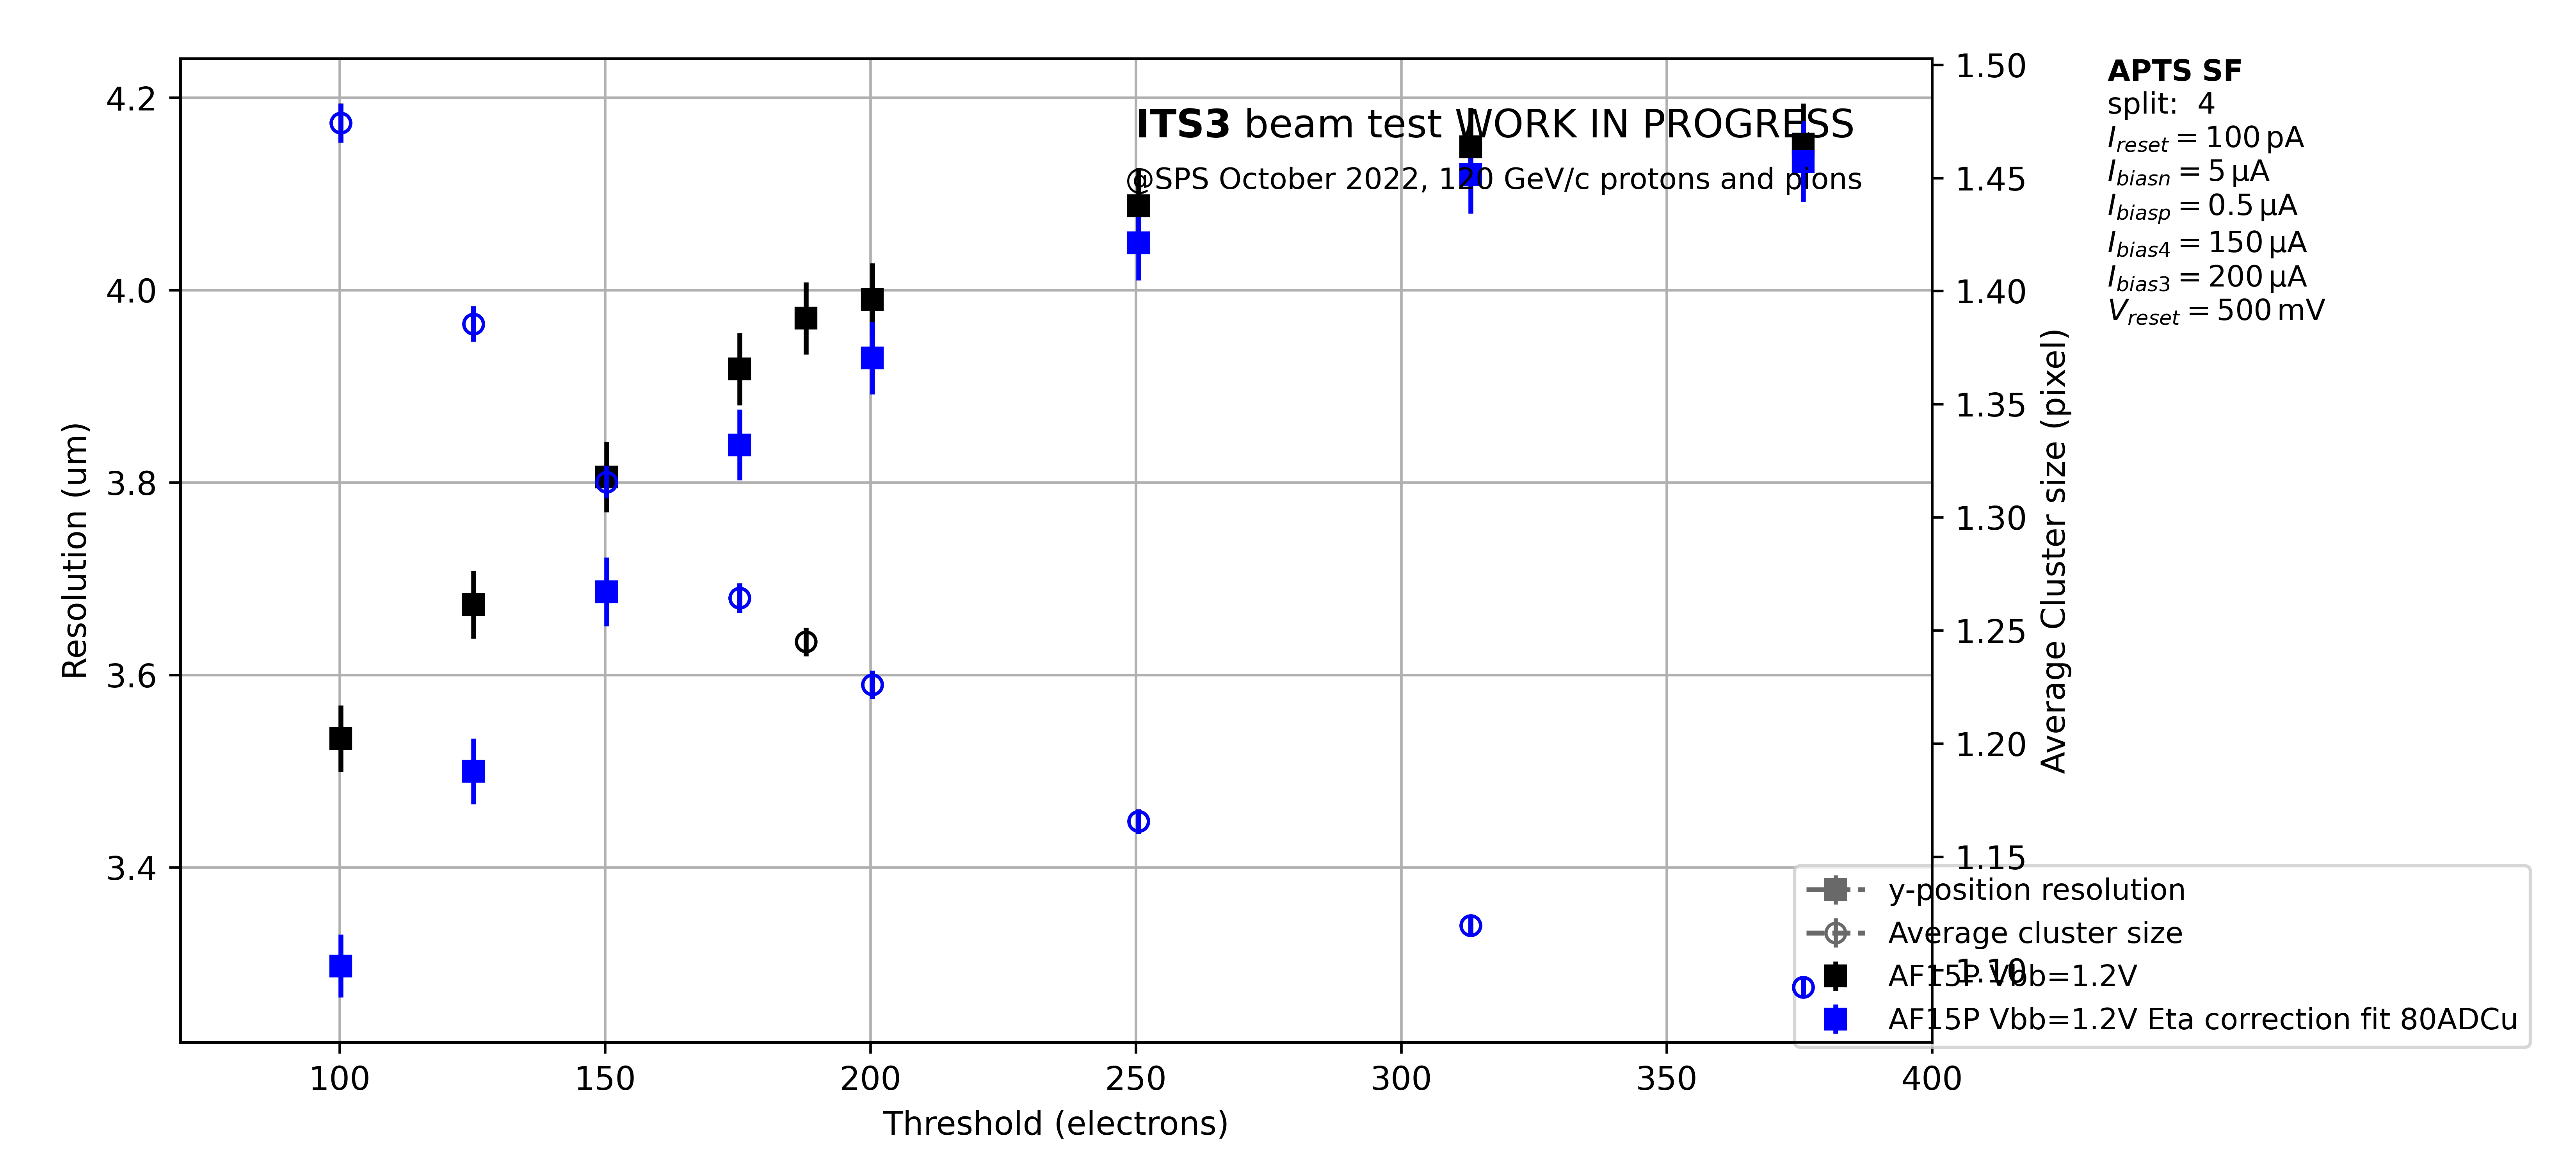 ITS3 beam test WORK IN PROGRESS
@SPS October 2022, 120 GeV/c protons and pions
APTS SF
split: 4
I_reset = 100 pA
I_biasn = 5 µA
I_biasp = 0.5 µA
I_bias4 = 150 µA
I_bias3 = 200 µA
V_reset = 500 mV
Resolution (um)
4.2
4.0
3.8
3.6
3.4
1.50
1.45
1.40
1.35
1.30
1.25
1.20
1.15
1.10
Average Cluster size (pixel)
y-position resolution
Average cluster size
AF15P Vbb=1.2V
AF15P Vbb=1.2V Eta correction fit 80ADCu
100 150 200 250 300 350 400
Threshold (electrons)